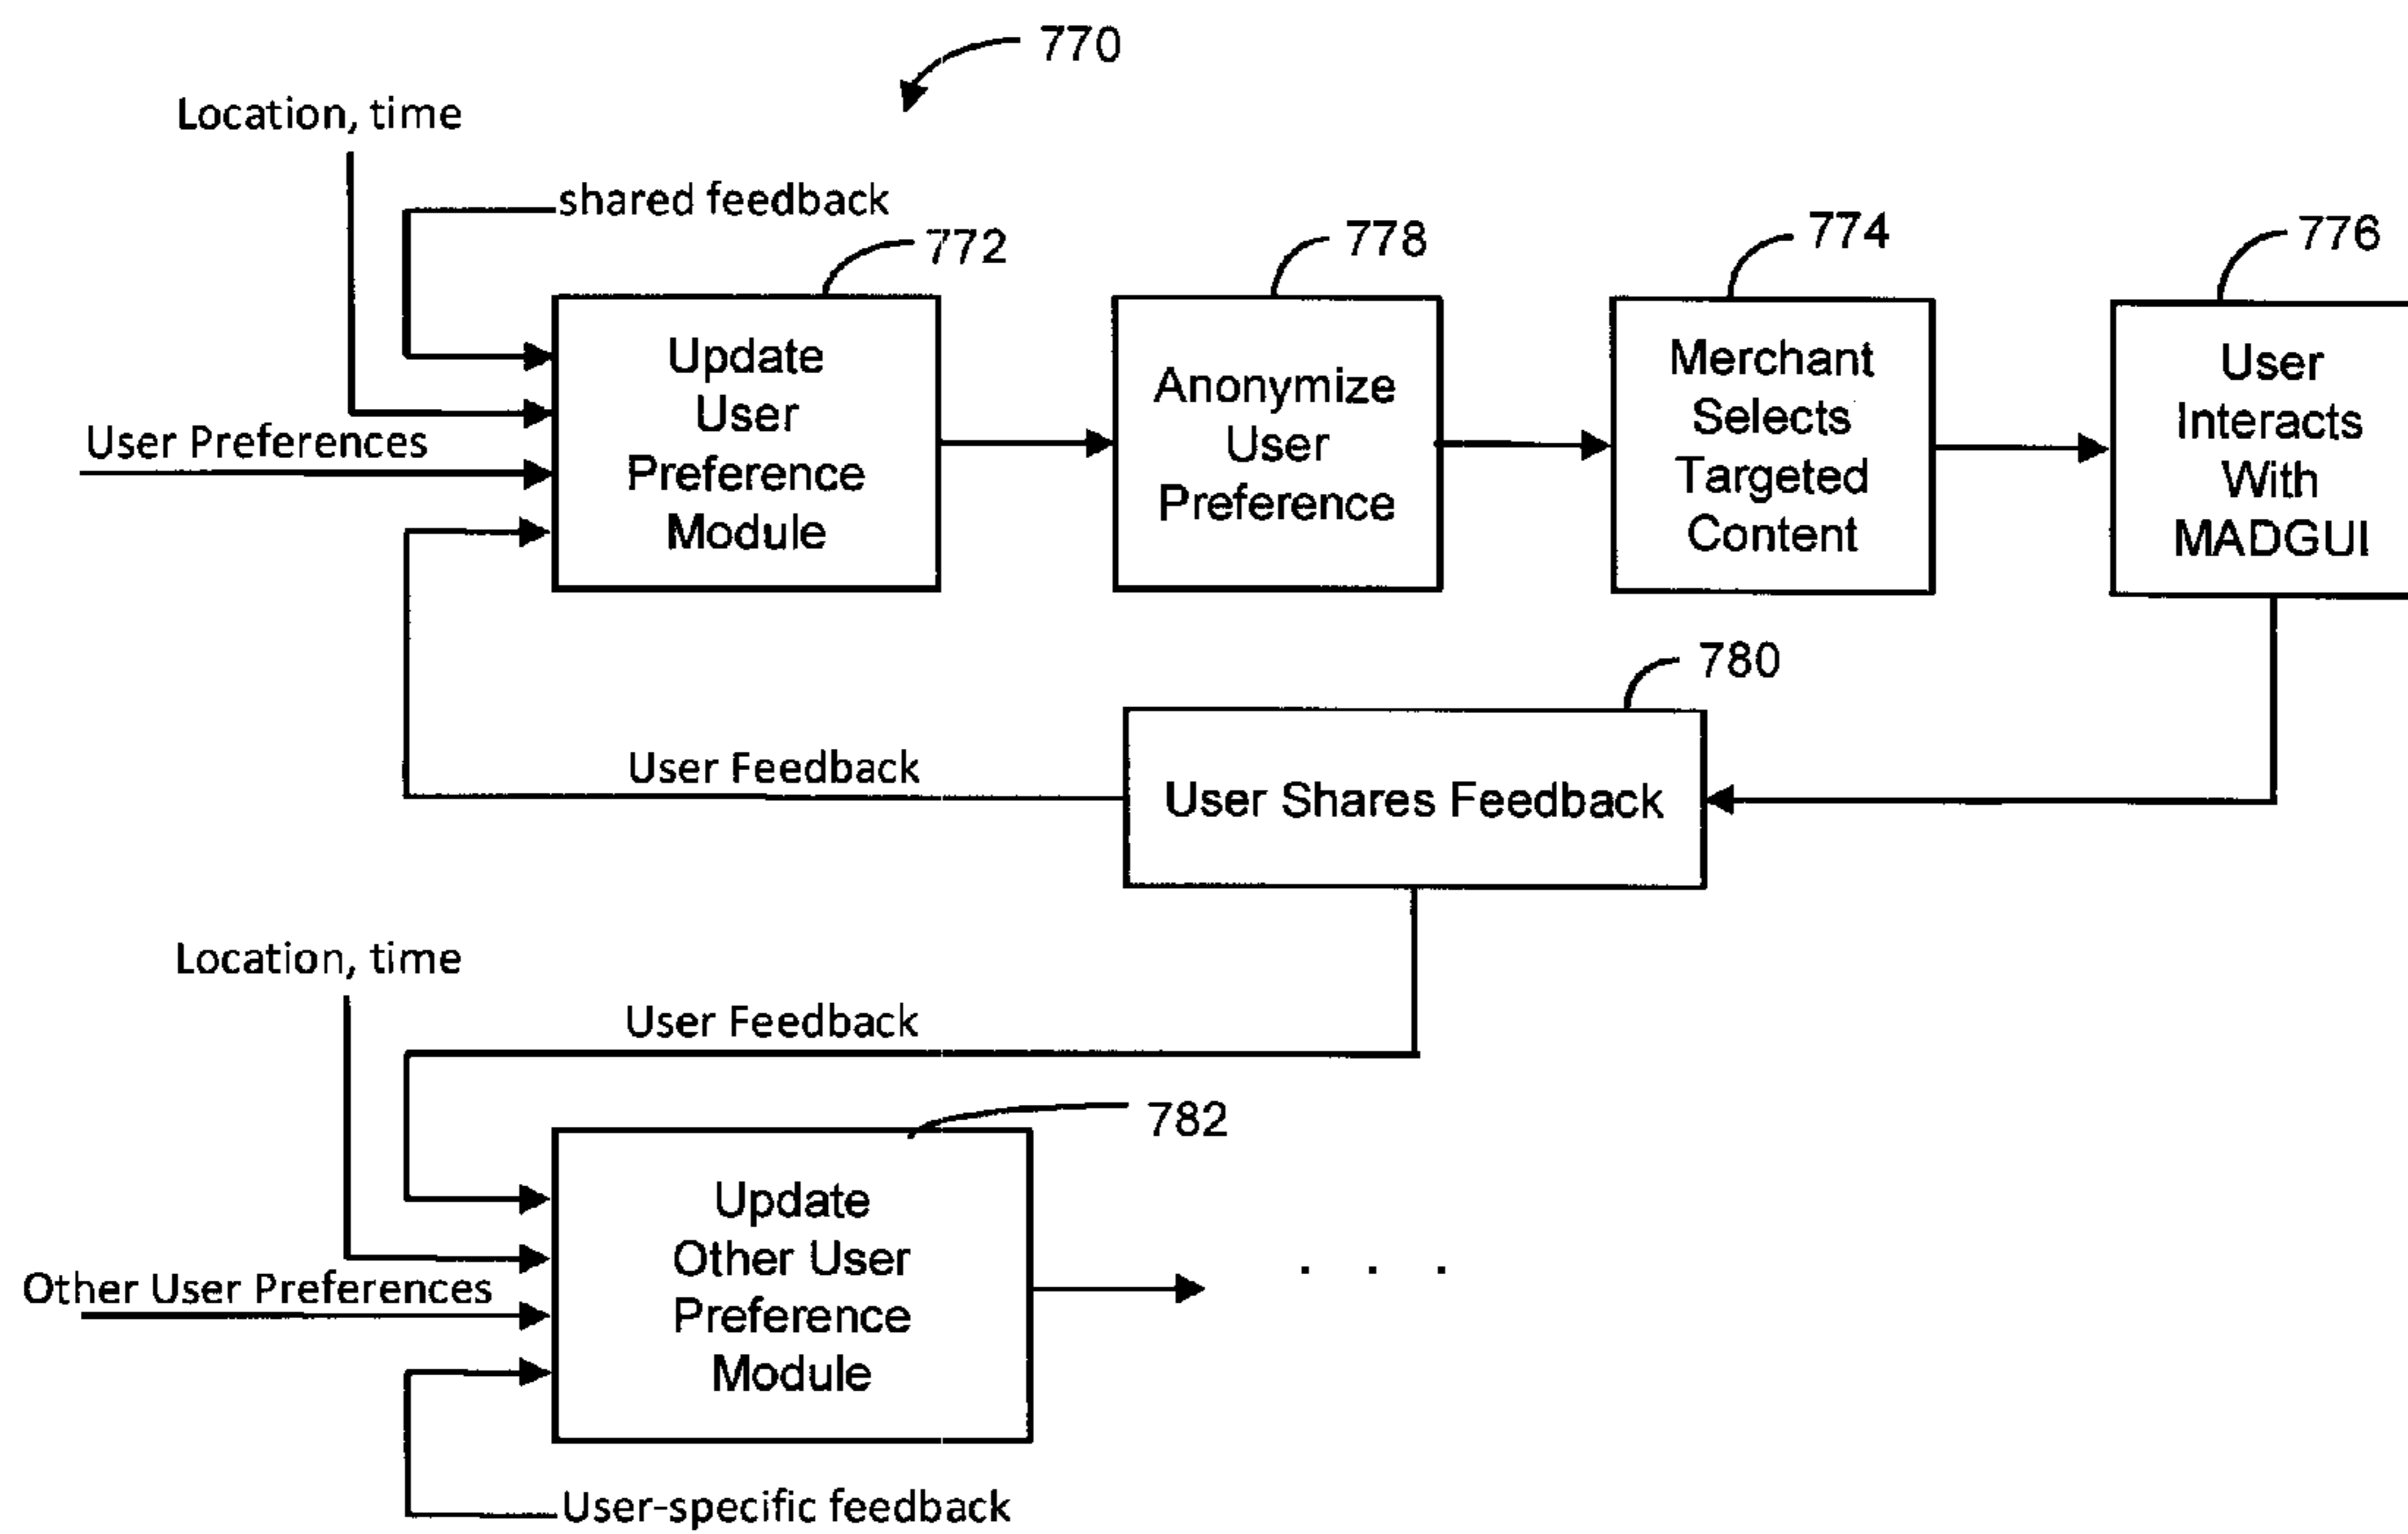 770
Location, time
shared feedback
772
778
774
776
Update
User
Preference
Module
Anonymize
User
Preference
Merchant
Selects
Targeted
Content
User
Interacts
With
MADGUI
User Preferences
780
User Feedback
User Shares Feedback
Location, time
User Feedback
782
Update
Other User
Preference
Module
. . .
Other User Preferences
User-specific feedback